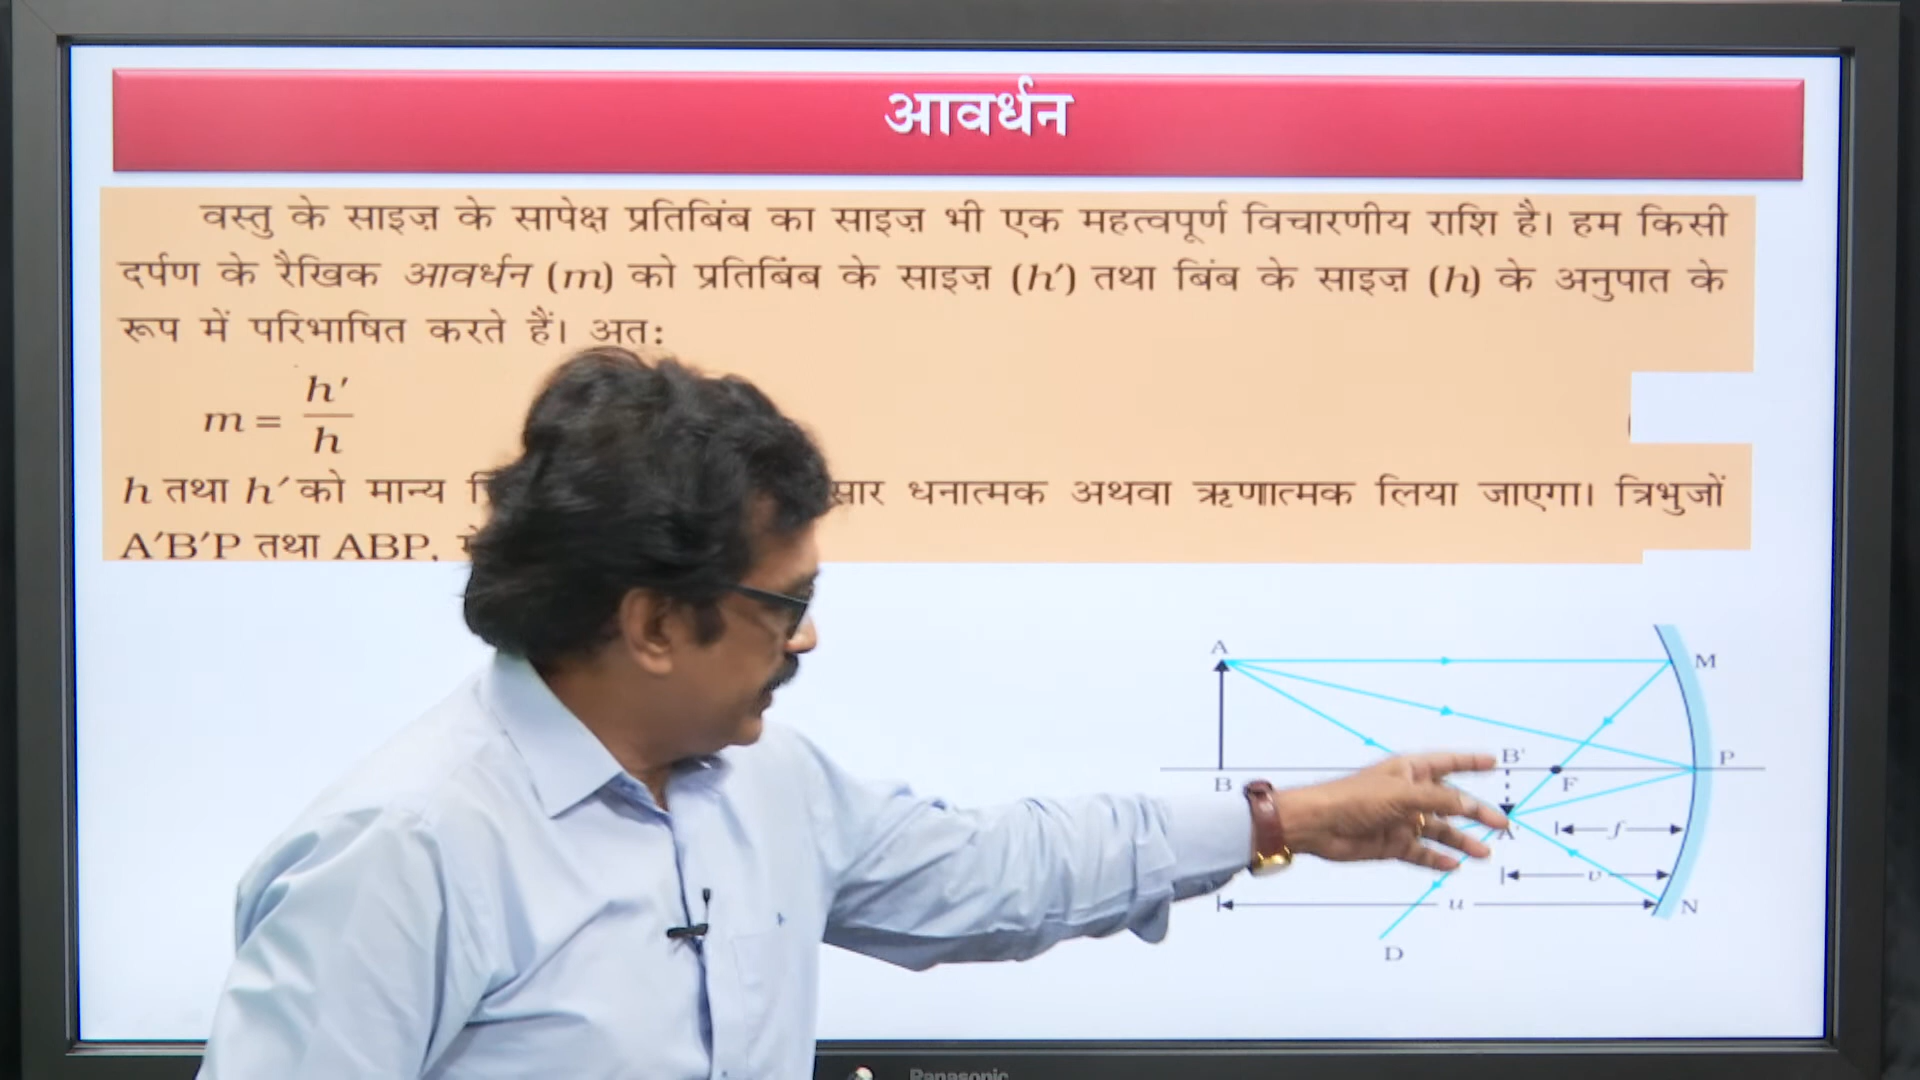 आवर्धन
वस्तु के साइज़ के सापेक्ष प्रतिबिंब का साइज़ भी एक महत्वपूर्ण विचारणीय राशि है। हम किसी
दर्पण के रैखिक आवर्धन (m) को प्रतिबिंब के साइज़ (h′) तथा बिंब के साइज़ (h) के अनुपात के
रूप में परिभाषित करते हैं। अत:
m = h′/h
h तथा h′ को मान्य धनात्मक अथवा ऋणात्मक लिया जाएगा। त्रिभुजों
A′B′P तथा ABP,
A
M
B'
P
B
F
A'
f
v
u
N
D
Panasonic